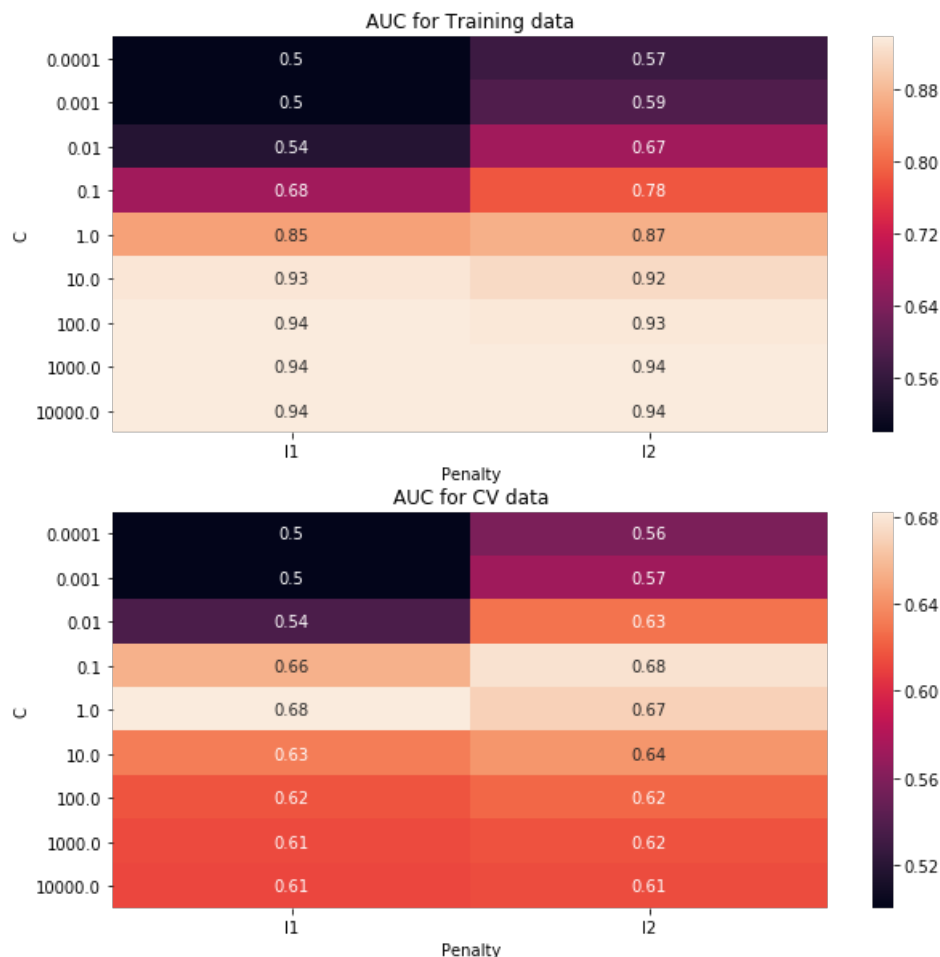 AUC for Training data
0.0001 0.5 0.57
0.88
0.001 0.5 0.59
0.01 0.54 0.67
0.80
0.1 0.68 0.78
0.72
C
1.0 0.85 0.87
10.0 0.93 0.92
0.64
100.0 0.94 0.93
1000.0 0.94 0.94
0.56
10000.0 0.94 0.94
l1 l2
Penalty
AUC for CV data
0.68
0.0001 0.5 0.56
0.001 0.5 0.57
0.64
0.01 0.54 0.63
0.1 0.66 0.68
0.60
C
1.0 0.68 0.67
10.0 0.63 0.64
0.56
100.0 0.62 0.62
1000.0 0.61 0.62
0.52
10000.0 0.61 0.61
l1 l2
Penalty